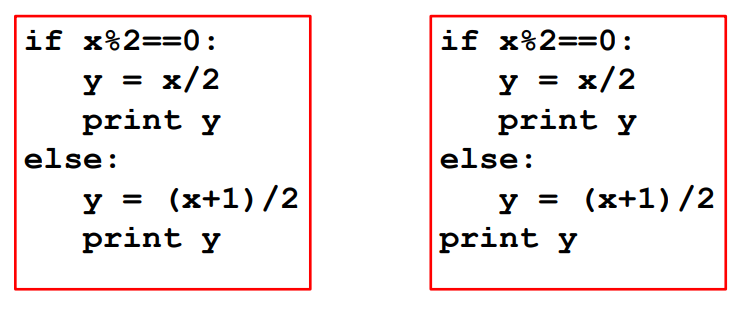 if x%2==0:
   y = x/2
   print y
else:
   y = (x+1)/2
   print y
if x%2==0:
   y = x/2
   print y
else:
   y = (x+1)/2
print y